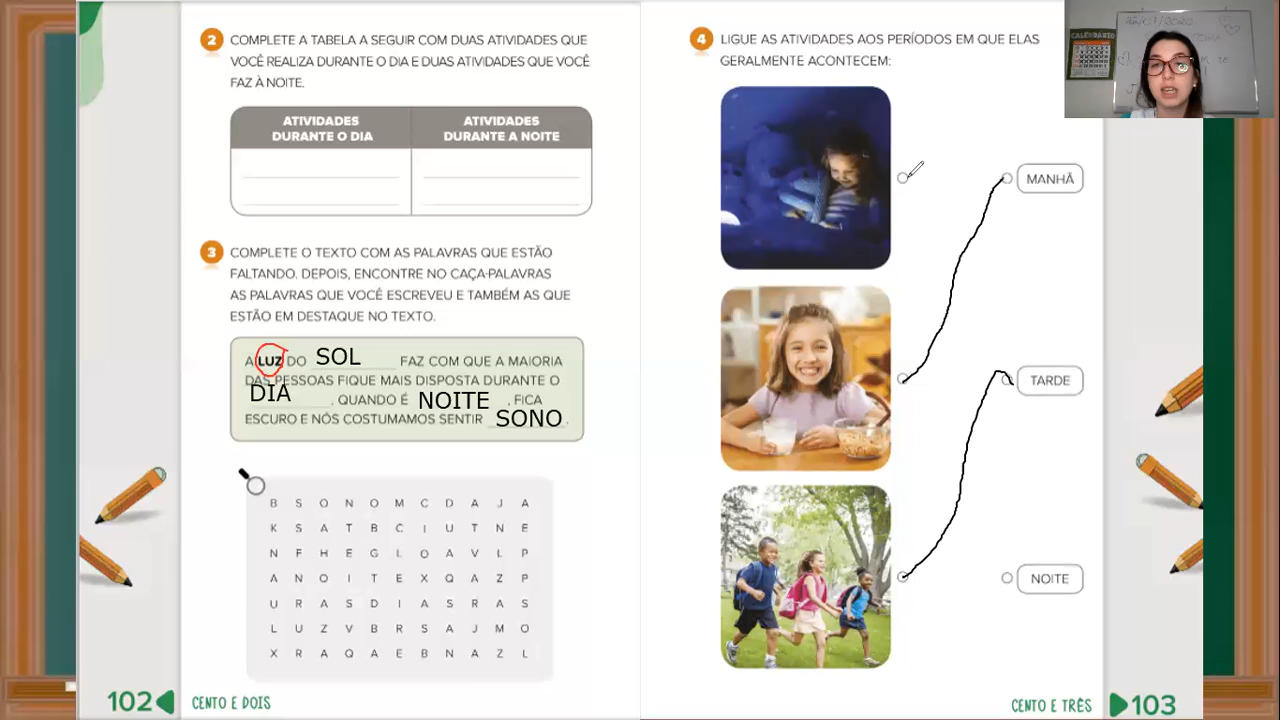 2 COMPLETE A TABELA A SEGUIR COM DUAS ATIVIDADES QUE
VOCÊ REALIZA DURANTE O DIA E DUAS ATIVIDADES QUE VOCÊ
FAZ À NOITE.
ATIVIDADES
DURANTE O DIA
ATIVIDADES
DURANTE A NOITE
3 COMPLETE O TEXTO COM AS PALAVRAS QUE ESTÃO
FALTANDO. DEPOIS, ENCONTRE NO CAÇA-PALAVRAS
AS PALAVRAS QUE VOCÊ ESCREVEU E TAMBÉM AS QUE
ESTÃO EM DESTAQUE NO TEXTO.
A LUZ DO SOL FAZ COM QUE A MAIORIA
DAS PESSOAS FIQUE MAIS DISPOSTA DURANTE O
DIA, QUANDO É NOITE, FICA
ESCURO E NÓS COSTUMAMOS SENTIR SONO.
B S O N O M C D A J A
K S A T B C I U T N E
N F H E G L O A V L P
A N O I T E X Q A Z P
U R A S D I A S R A S
L U Z V B R S A J M O
X R A Q A E B N A Z L
102 CENTO E DOIS
4 LIGUE AS ATIVIDADES AOS PERÍODOS EM QUE ELAS
GERALMENTE ACONTECEM:
MANHÃ
TARDE
NOITE
CENTO E TRÊS 103
CALENDÁRIO